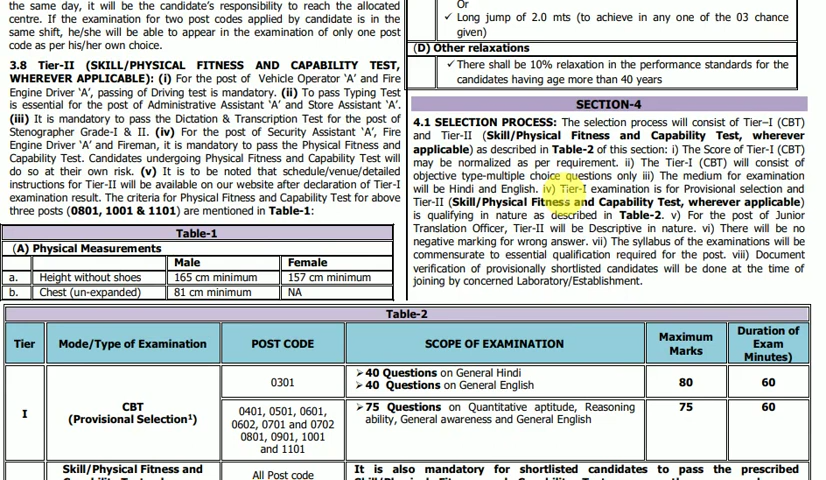 the same day, it will be the candidate's responsibility to reach the allocated
centre. If the examination for two post codes applied by candidate is in the
same shift, he/she will be able to appear in the examination of only one post
code as per his/her own choice.
3.8 Tier-II (SKILL/PHYSICAL FITNESS AND CAPABILITY TEST,
WHEREVER APPLICABLE): (i) For the post of Vehicle Operator 'A' and Fire
Engine Driver 'A', passing of Driving test is mandatory. (ii) To pass Typing Test
is essential for the post of Administrative Assistant 'A' and Store Assistant 'A'.
(iii) It is mandatory to pass the Dictation & Transcription Test for the post of
Stenographer Grade-I & II. (iv) For the post of Security Assistant 'A', Fire
Engine Driver 'A' and Fireman, it is mandatory to pass the Physical Fitness and
Capability Test. Candidates undergoing Physical Fitness and Capability Test will
do so at their own risk. (v) It is to be noted that schedule/venue/detailed
instructions for Tier-II will be available on our website after declaration of Tier-I
examination result. The criteria for Physical Fitness and Capability Test for above
three posts (0801, 1001 & 1101) are mentioned in Table-1:
Table-1
(A) Physical Measurements
Male Female
a. Height without shoes 165 cm minimum 157 cm minimum
b. Chest (un-expanded) 81 cm minimum NA
Or
✓ Long jump of 2.0 mts (to achieve in any one of the 03 chance
given)
(D) Other relaxations
✓ There shall be 10% relaxation in the performance standards for the
candidates having age more than 40 years
SECTION-4
4.1 SELECTION PROCESS: The selection process will consist of Tier–I (CBT)
and Tier-II (Skill/Physical Fitness and Capability Test, wherever
applicable) as described in Table-2 of this section: i) The Score of Tier-I (CBT)
may be normalized as per requirement. ii) The Tier-I (CBT) will consist of
objective type-multiple choice questions only iii) The medium for examination
will be Hindi and English. iv) Tier-I examination is for Provisional selection and
Tier-II (Skill/Physical Fitness and Capability Test, wherever applicable)
is qualifying in nature as described in Table-2. v) For the post of Junior
Translation Officer, Tier-II will be Descriptive in nature. vi) There will be no
negative marking for wrong answer. vii) The syllabus of the examinations will be
commensurate to essential qualification required for the post. viii) Document
verification of provisionally shortlisted candidates will be done at the time of
joining by concerned Laboratory/Establishment.
Table-2
Tier Mode/Type of Examination POST CODE SCOPE OF EXAMINATION Maximum Marks Duration of Exam Minutes)
I CBT (Provisional Selection¹)
0301
➢40 Questions on General Hindi
➢40 Questions on General English
80 60
0401, 0501, 0601,
0602, 0701 and 0702
0801, 0901, 1001
and 1101
➢75 Questions on Quantitative aptitude, Reasoning
ability, General awareness and General English
75 60
Skill/Physical Fitness and
All Post code
It is also mandatory for shortlisted candidates to pass the prescribed